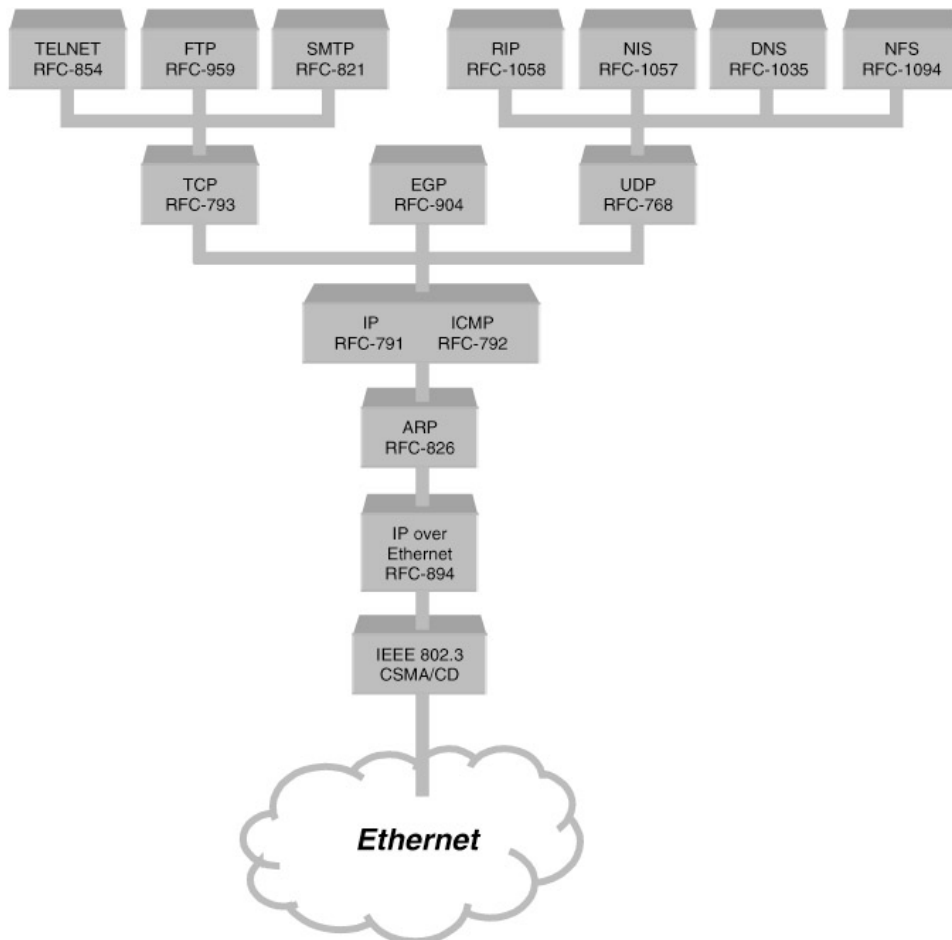 TELNET
RFC-854
FTP
RFC-959
SMTP
RFC-821
RIP
RFC-1058
NIS
RFC-1057
DNS
RFC-1035
NFS
RFC-1094
TCP
RFC-793
EGP
RFC-904
UDP
RFC-768
IP
RFC-791
ICMP
RFC-792
ARP
RFC-826
IP over
Ethernet
RFC-894
IEEE 802.3
CSMA/CD
Ethernet